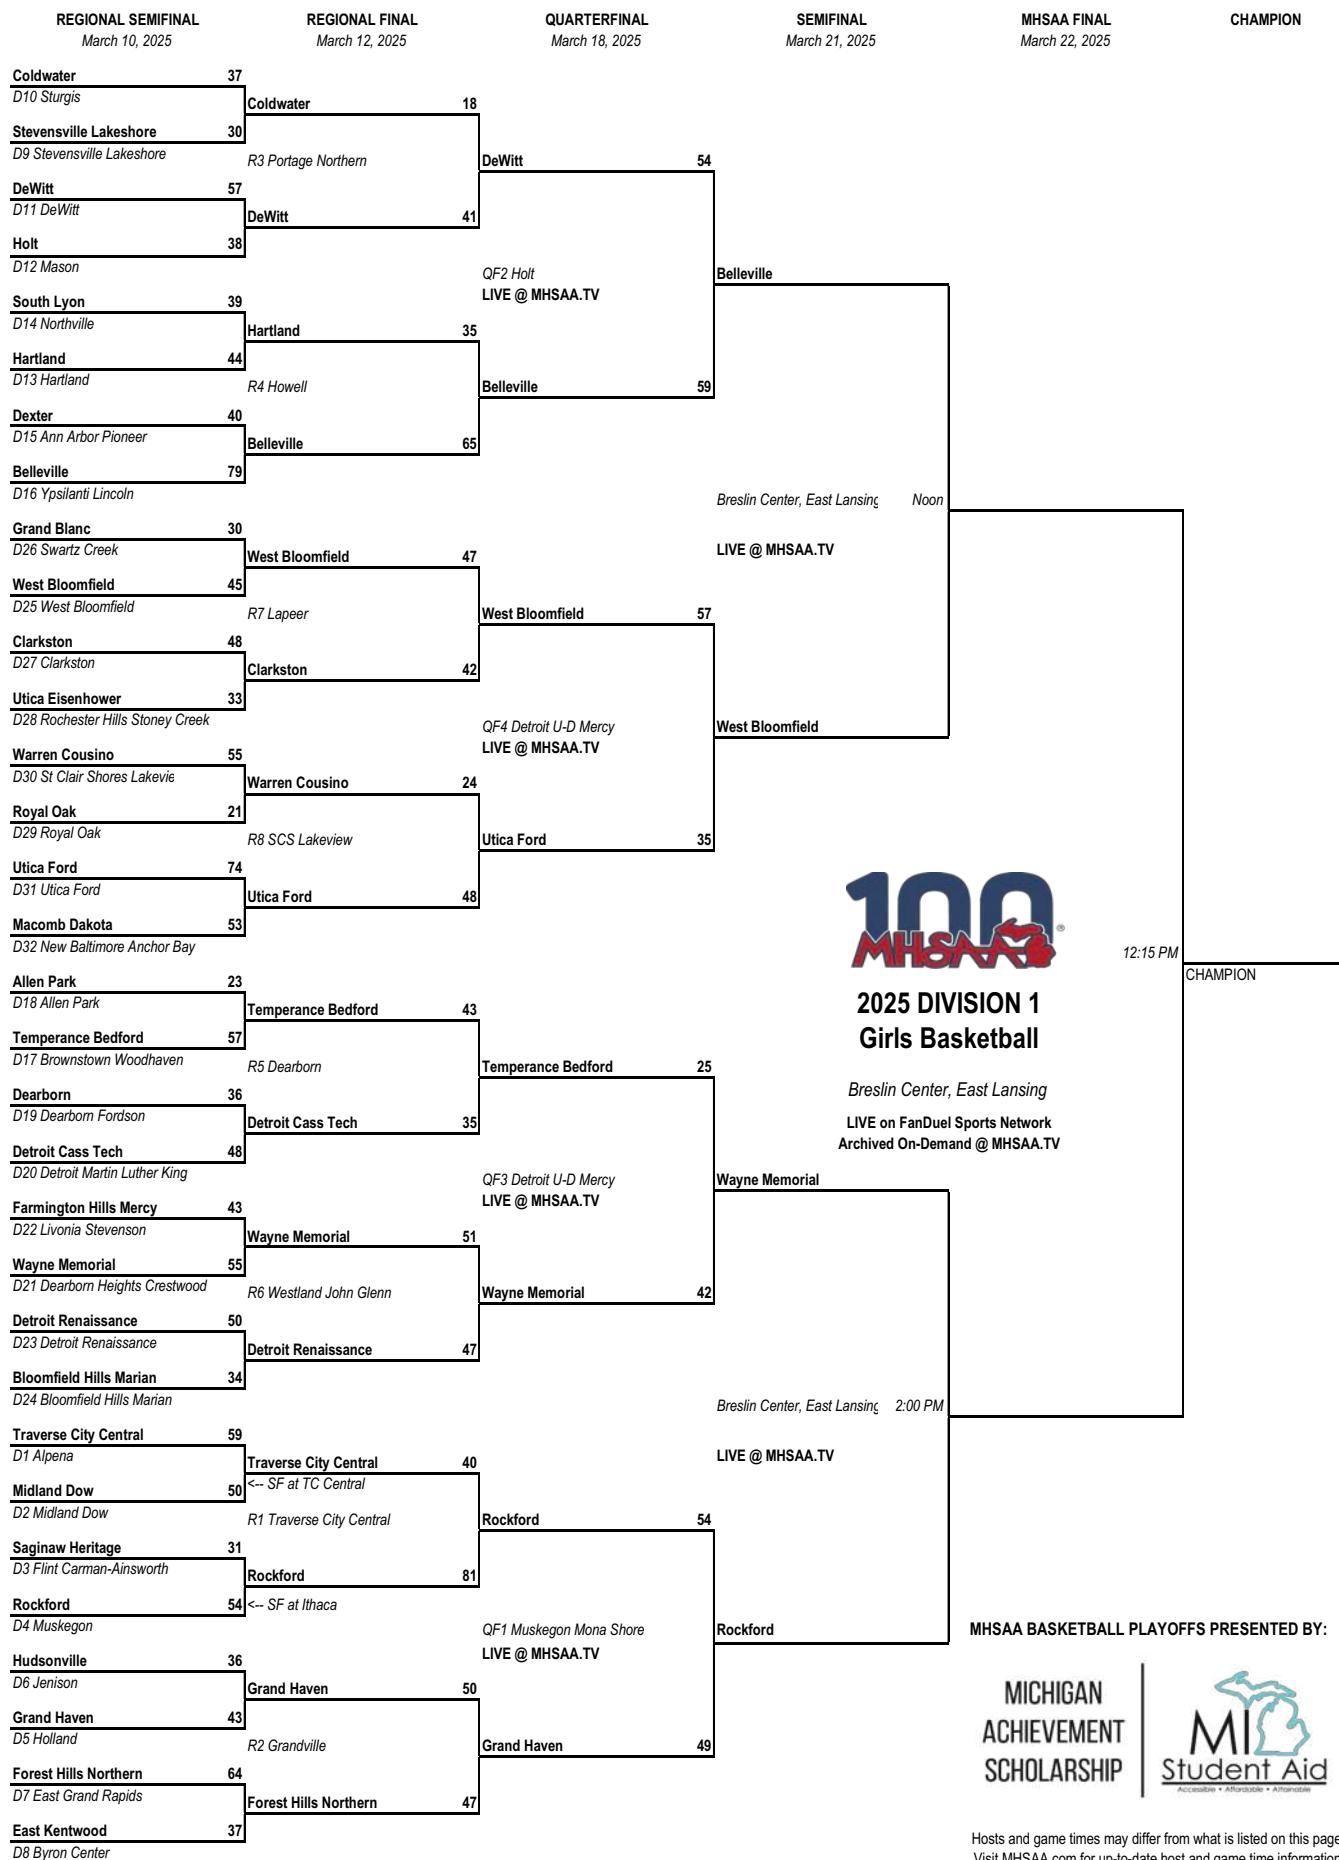 REGIONAL SEMIFINAL REGIONAL FINAL QUARTERFINAL SEMIFINAL MHSAA FINAL CHAMPION
March 10, 2025 March 12, 2025 March 18, 2025 March 21, 2025 March 22, 2025
Coldwater 37
D10 Sturgis
Coldwater 18
Stevensville Lakeshore 30
D9 Stevensville Lakeshore
R3 Portage Northern
DeWitt 54
DeWitt 57
D11 DeWitt
DeWitt 41
Holt 38
D12 Mason
QF2 Holt
Belleville
LIVE @ MHSAA.TV
South Lyon 39
D14 Northville
Hartland 35
Hartland 44
D13 Hartland
R4 Howell
Belleville 59
Dexter 40
D15 Ann Arbor Pioneer
Belleville 65
Belleville 79
D16 Ypsilanti Lincoln
Breslin Center, East Lansing Noon
Grand Blanc 30
D26 Swartz Creek
LIVE @ MHSAA.TV
West Bloomfield 47
West Bloomfield 45
D25 West Bloomfield
R7 Lapeer
West Bloomfield 57
Clarkston 48
D27 Clarkston
Clarkston 42
Utica Eisenhower 33
D28 Rochester Hills Stoney Creek
QF4 Detroit U-D Mercy
West Bloomfield
LIVE @ MHSAA.TV
Warren Cousino 55
D30 St Clair Shores Lakevie
Warren Cousino 24
Royal Oak 21
D29 Royal Oak
R8 SCS Lakeview
Utica Ford 35
Utica Ford 74
D31 Utica Ford
Utica Ford 48
Macomb Dakota 53
D32 New Baltimore Anchor Bay
100
MHSAA ®
12:15 PM
CHAMPION
Allen Park 23
D18 Allen Park
2025 DIVISION 1
Girls Basketball
Temperance Bedford 43
Temperance Bedford 57
D17 Brownstown Woodhaven
R5 Dearborn
Temperance Bedford 25
Breslin Center, East Lansing
Dearborn 36
D19 Dearborn Fordson
LIVE on FanDuel Sports Network
Archived On-Demand @ MHSAA.TV
Detroit Cass Tech 35
Detroit Cass Tech 48
D20 Detroit Martin Luther King
QF3 Detroit U-D Mercy
Wayne Memorial
LIVE @ MHSAA.TV
Farmington Hills Mercy 43
D22 Livonia Stevenson
Wayne Memorial 51
Wayne Memorial 55
D21 Dearborn Heights Crestwood
R6 Westland John Glenn
Wayne Memorial 42
Detroit Renaissance 50
D23 Detroit Renaissance
Detroit Renaissance 47
Bloomfield Hills Marian 34
D24 Bloomfield Hills Marian
Breslin Center, East Lansing 2:00 PM
Traverse City Central 59
D1 Alpena
LIVE @ MHSAA.TV
Traverse City Central 40
<-- SF at TC Central
Midland Dow 50
D2 Midland Dow
R1 Traverse City Central
Rockford 54
Saginaw Heritage 31
D3 Flint Carman-Ainsworth
Rockford 81
Rockford 54
<-- SF at Ithaca
D4 Muskegon
QF1 Muskegon Mona Shore
Rockford
LIVE @ MHSAA.TV
MHSAA BASKETBALL PLAYOFFS PRESENTED BY:
Hudsonville 36
D6 Jenison
Grand Haven 50
Grand Haven 43
D5 Holland
R2 Grandville
Grand Haven 49
Forest Hills Northern 64
D7 East Grand Rapids
Forest Hills Northern 47
East Kentwood 37
D8 Byron Center
MICHIGAN
ACHIEVEMENT
SCHOLARSHIP
MI
Student Aid
Accessible • Affordable • Attainable
Hosts and game times may differ from what is listed on this page
Visit MHSAA.com for up-to-date host and game time information